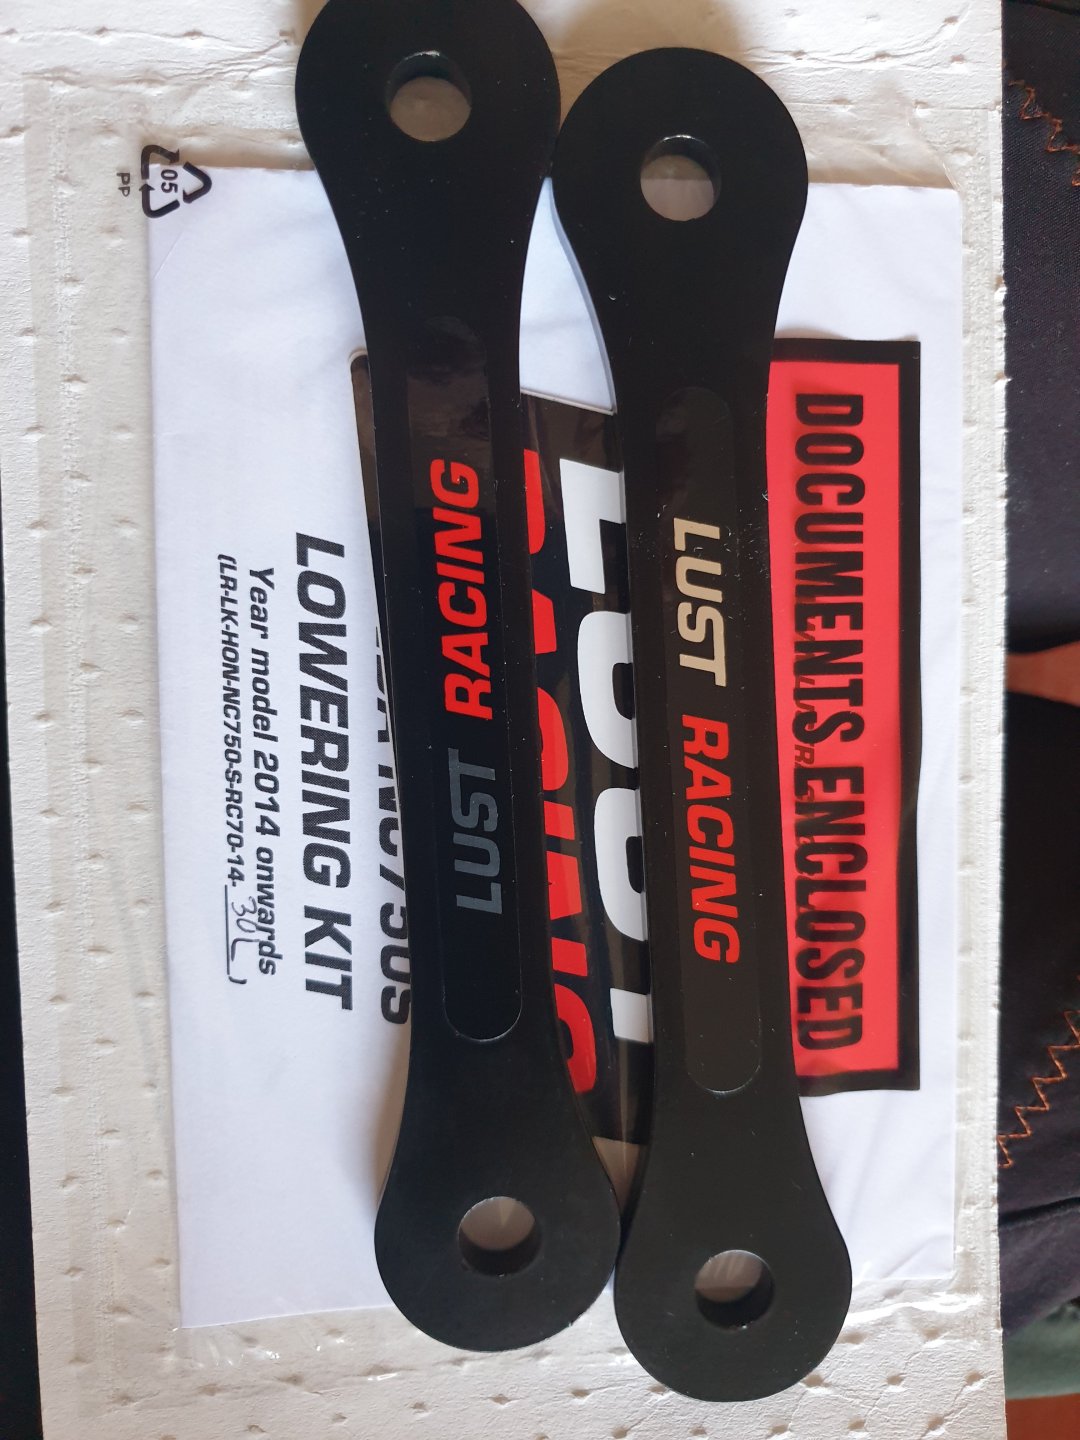 DOCUMENTS ENCLOSED
LUST RACING
LUST RACING
LOWERING KIT
Year model 2014 onwards
(LR-LK-HON-NC750-S-RC70-14-30L)
05
PP